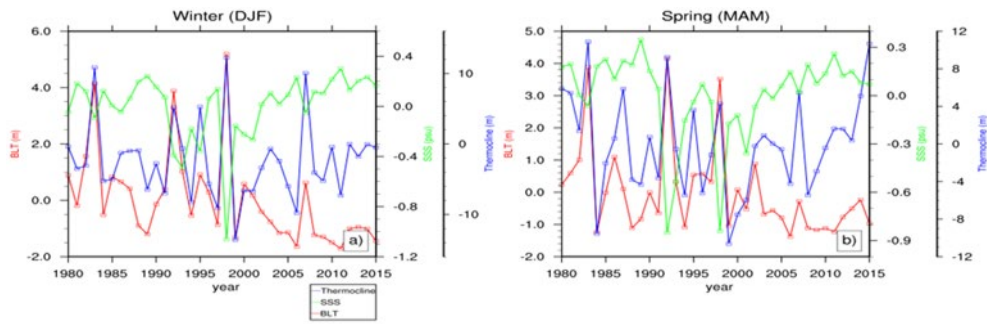 Winter (DJF)
6.0
4.0
2.0
0.0
-2.0
BLT (m)
0.4
0.0
-0.4
-0.8
-1.2
SSS (psu)
10
0
-10
Thermocline (m)
1980 1985 1990 1995 2000 2005 2010 2015
year
a)
Thermocline
SSS
BLT
Spring (MAM)
5.0
4.0
3.0
2.0
1.0
0.0
-1.0
-2.0
BLT (m)
0.3
0.0
-0.3
-0.6
-0.9
SSS (psu)
12
8
4
0
-4
-8
-12
Thermocline (m)
1980 1985 1990 1995 2000 2005 2010 2015
year
b)